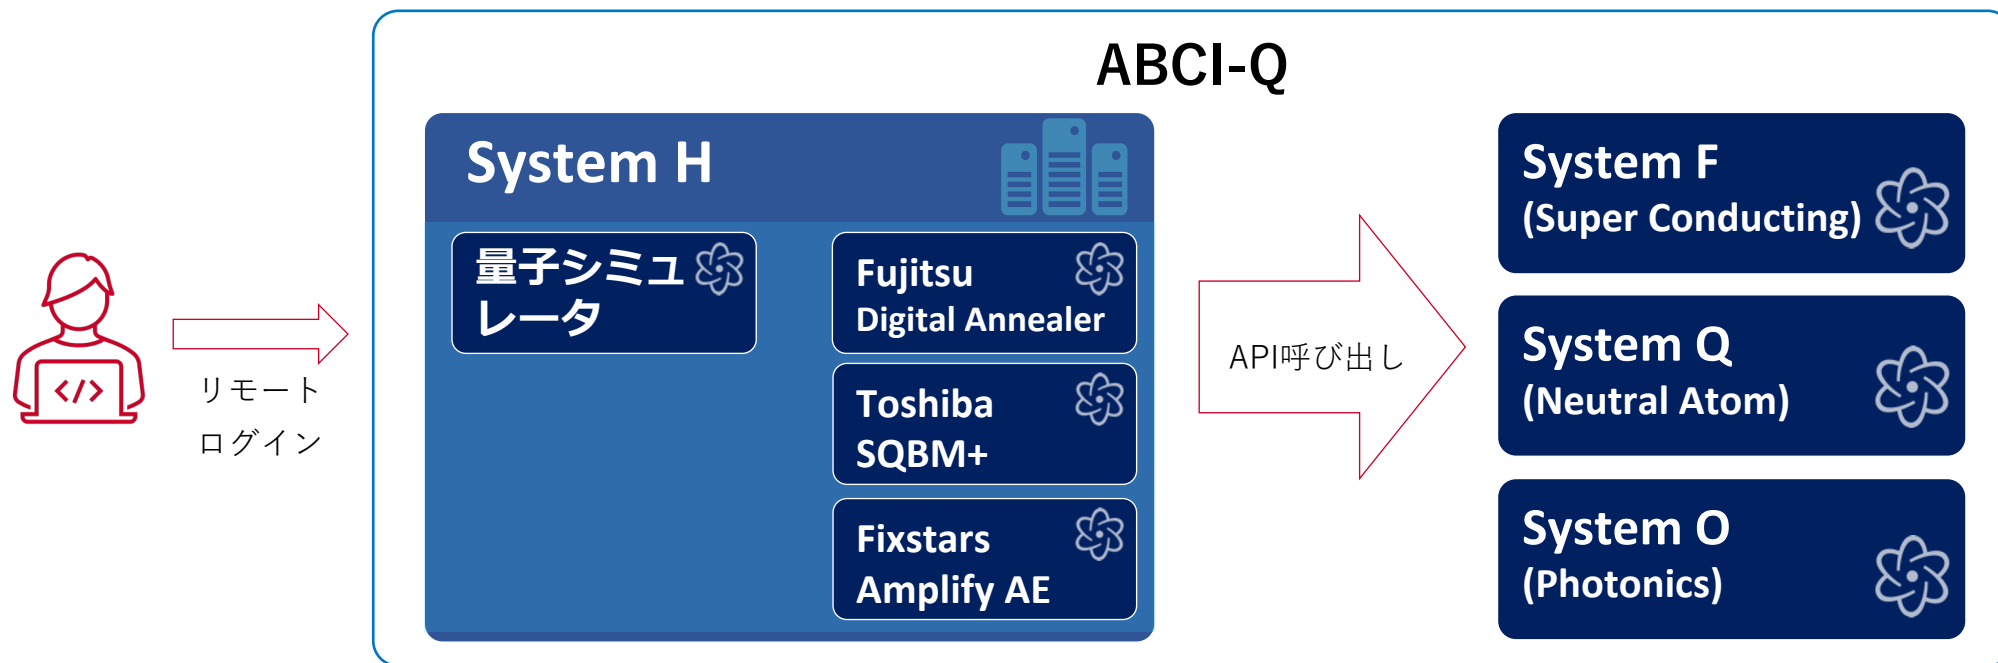 ABCI-Q
System H
量子シミュ
レータ
Fujitsu
Digital Annealer
Toshiba
SQBM+
Fixstars
Amplify AE
</>
リモート
ログイン
API呼び出し
System F
(Super Conducting)
System Q
(Neutral Atom)
System O
(Photonics)